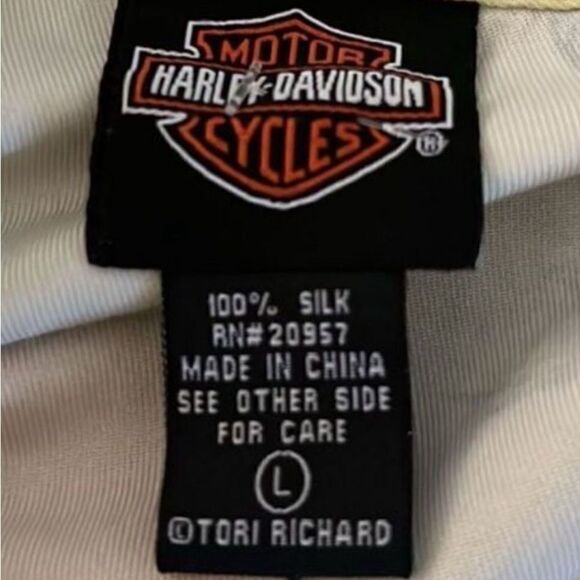 MOTOR
HARLEY-DAVIDSON
CYCLES ®
100% SILK
RN#20957
MADE IN CHINA
SEE OTHER SIDE
FOR CARE
L
©TORI RICHARD